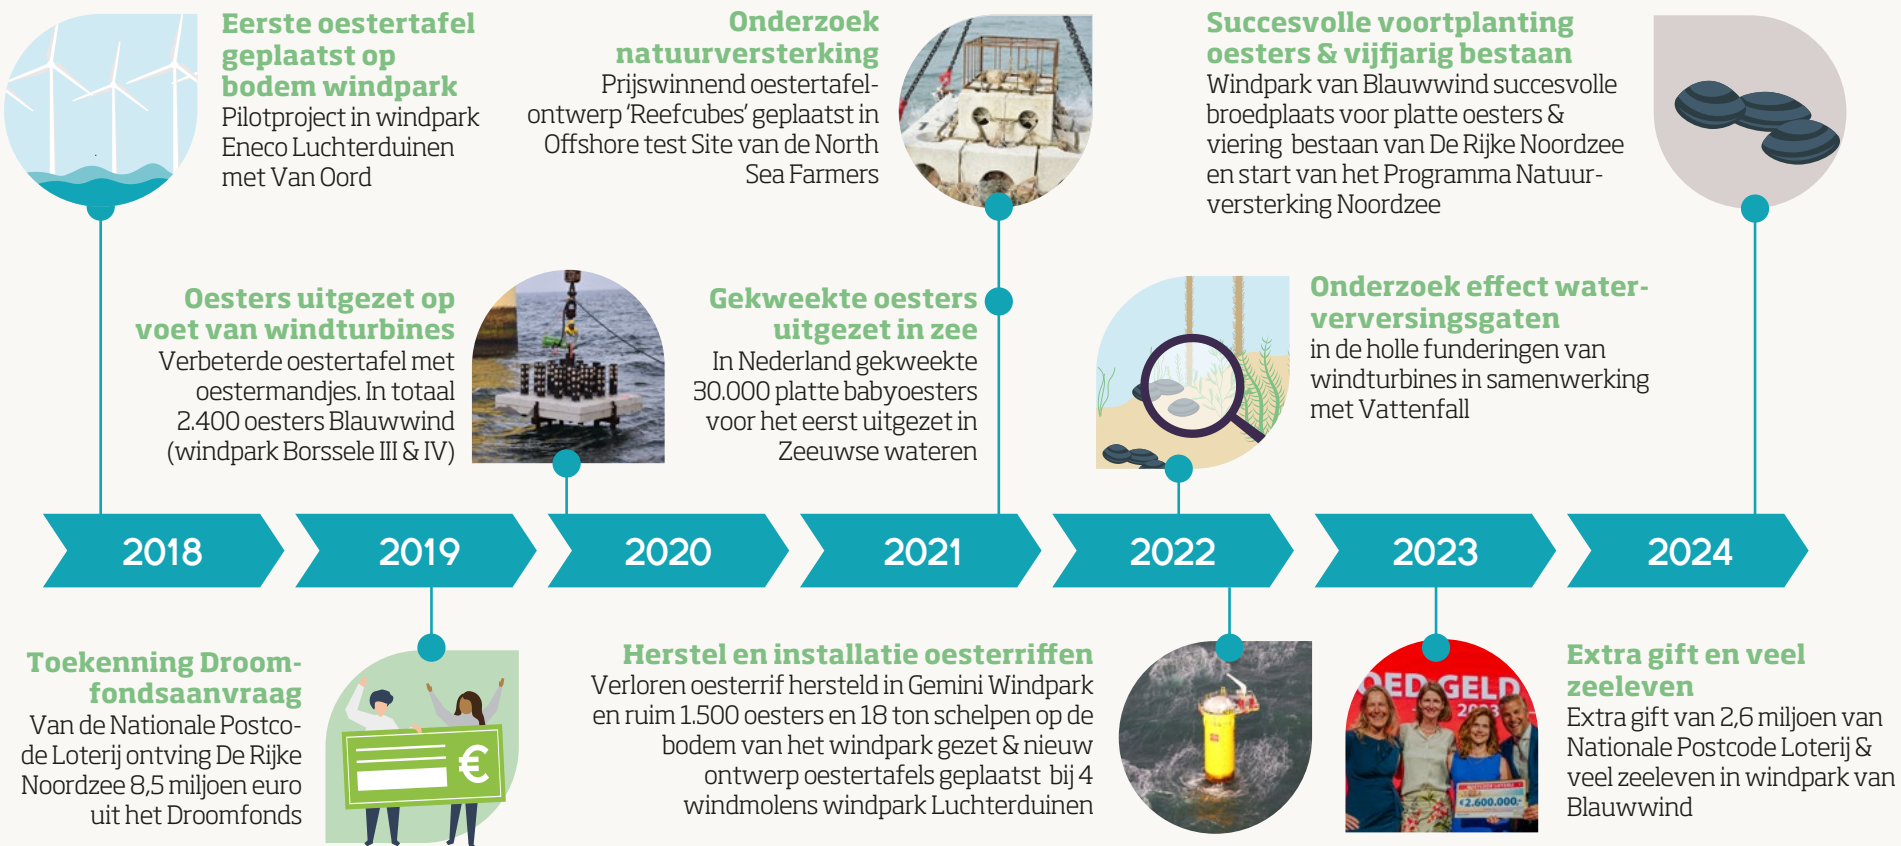 Eerste oestertafel
geplaatst op
bodem windpark
Pilotproject in windpark
Eneco Luchterduinen
met Van Oord
Onderzoek
natuurversterking
Prijswinnend oestertafel-
ontwerp ‘Reefcubes’ geplaatst in
Offshore test Site van de North
Sea Farmers
Succesvolle voortplanting
oesters & vijfjarig bestaan
Windpark van Blauwwind succesvolle
broedplaats voor platte oesters &
viering bestaan van De Rijke Noordzee
en start van het Programma Natuur-
versterking Noordzee
Oesters uitgezet op
voet van windturbines
Verbeterde oestertafel met
oestermandjes. In totaal
2.400 oesters Blauwwind
(windpark Borssele III & IV)
Gekweekte oesters
uitgezet in zee
In Nederland gekweekte
30.000 platte babyoesters
voor het eerst uitgezet in
Zeeuwse wateren
Onderzoek effect water-
verversingsgaten
in de holle funderingen van
windturbines in samenwerking
met Vattenfall
2018
2019
2020
2021
2022
2023
2024
Toekenning Droom-
fondsaanvraag
Van de Nationale Postco-
de Loterij ontving De Rijke
Noordzee 8,5 miljoen euro
uit het Droomfonds
€
Herstel en installatie oesterriffen
Verloren oesterrif hersteld in Gemini Windpark
en ruim 1.500 oesters en 18 ton schelpen op de
bodem van het windpark gezet & nieuw
ontwerp oestertafels geplaatst bij 4
windmolens windpark Luchterduinen
OED GELD
2023
€2.600.000,-
Extra gift en veel
zeeleven
Extra gift van 2,6 miljoen van
Nationale Postcode Loterij &
veel zeeleven in windpark van
Blauwwind